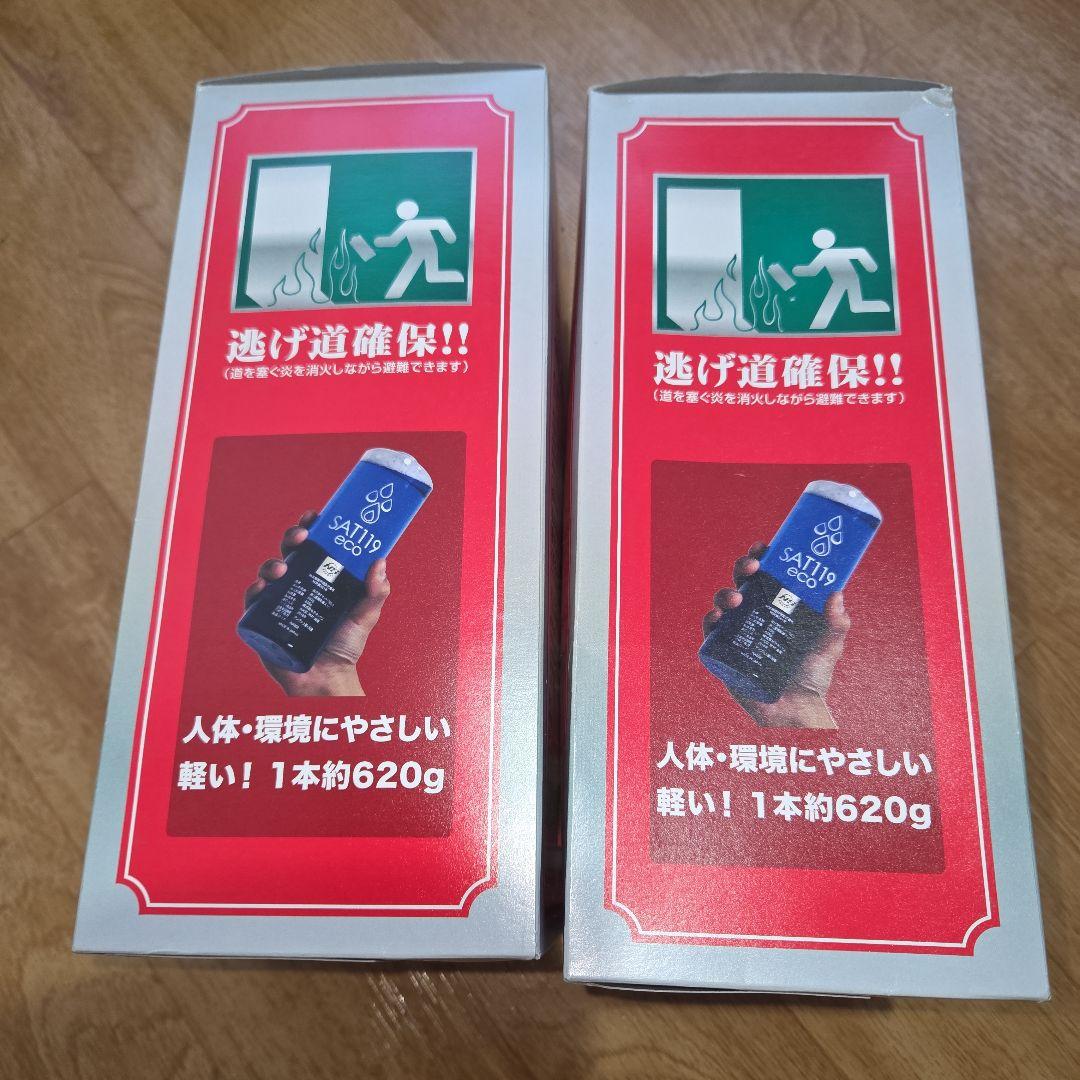 逃げ道確保!!
(道を塞ぐ炎を消火しながら避難できます)
SAT119
eco
人体・環境にやさしい
軽い! 1本約620g
逃げ道確保!!
(道を塞ぐ炎を消火しながら避難できます)
SAT119
eco
人体・環境にやさしい
軽い! 1本約620g